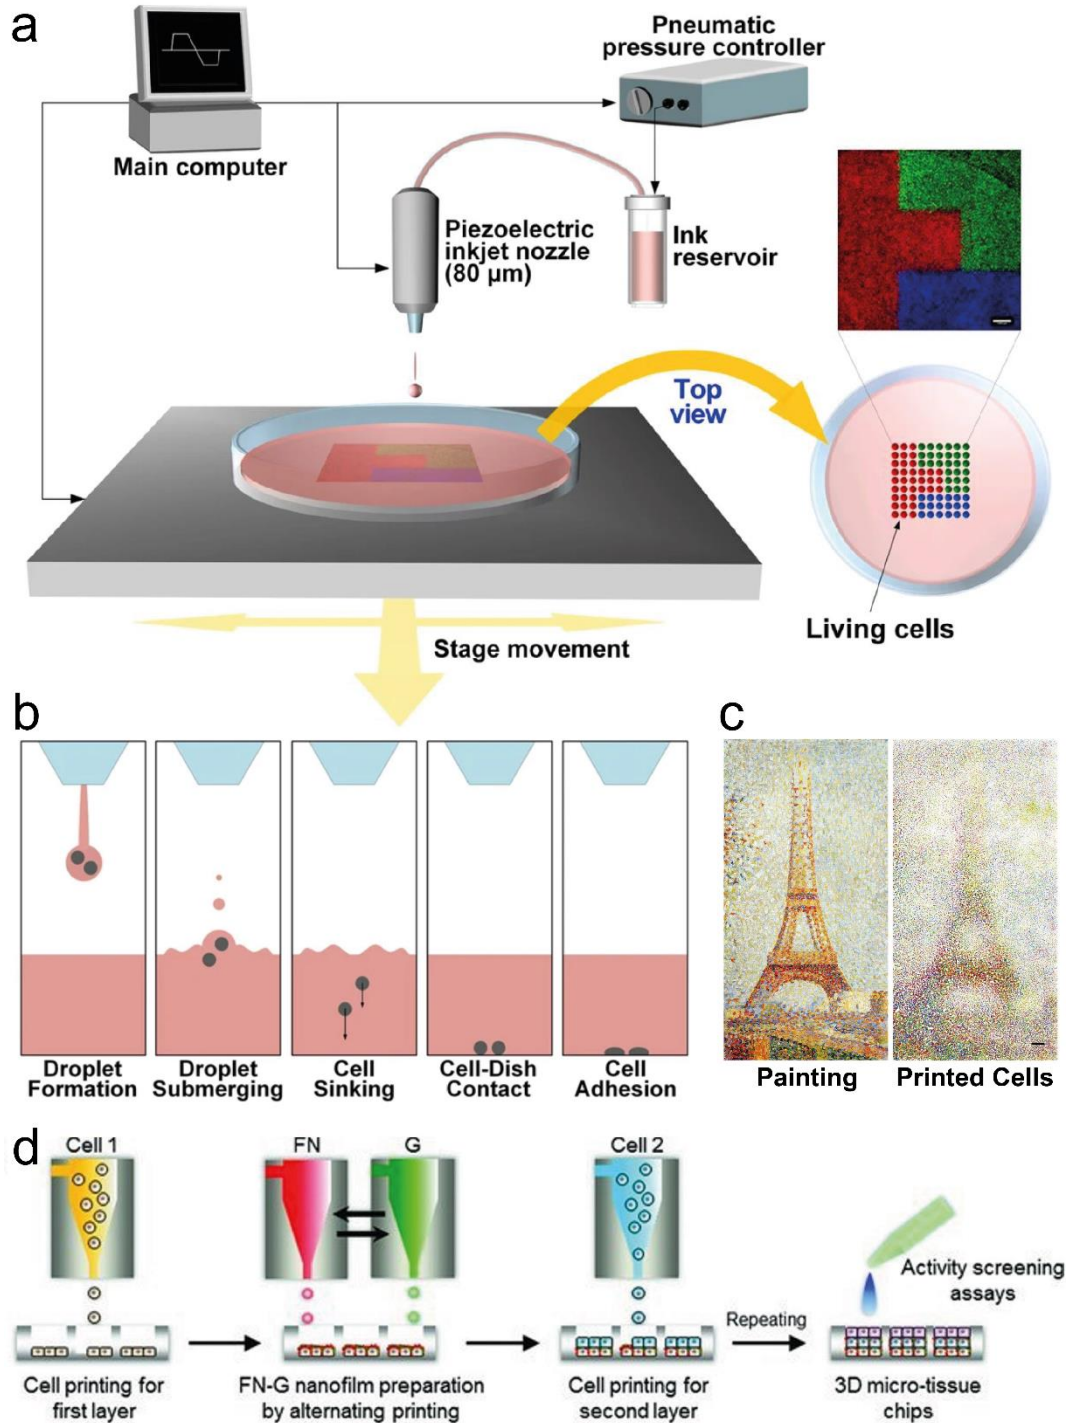 a
Main computer
Pneumatic
pressure controller
Piezoelectric
inkjet nozzle
(80 µm)
Ink
reservoir
Top
view
Living cells
Stage movement
b
Droplet
Formation
Droplet
Submerging
Cell
Sinking
Cell-Dish
Contact
Cell
Adhesion
c
Painting
Printed Cells
d
Cell 1
FN
G
Cell 2
Activity screening
assays
Repeating
Cell printing for
first layer
FN-G nanofilm preparation
by alternating printing
Cell printing for
second layer
3D micro-tissue
chips